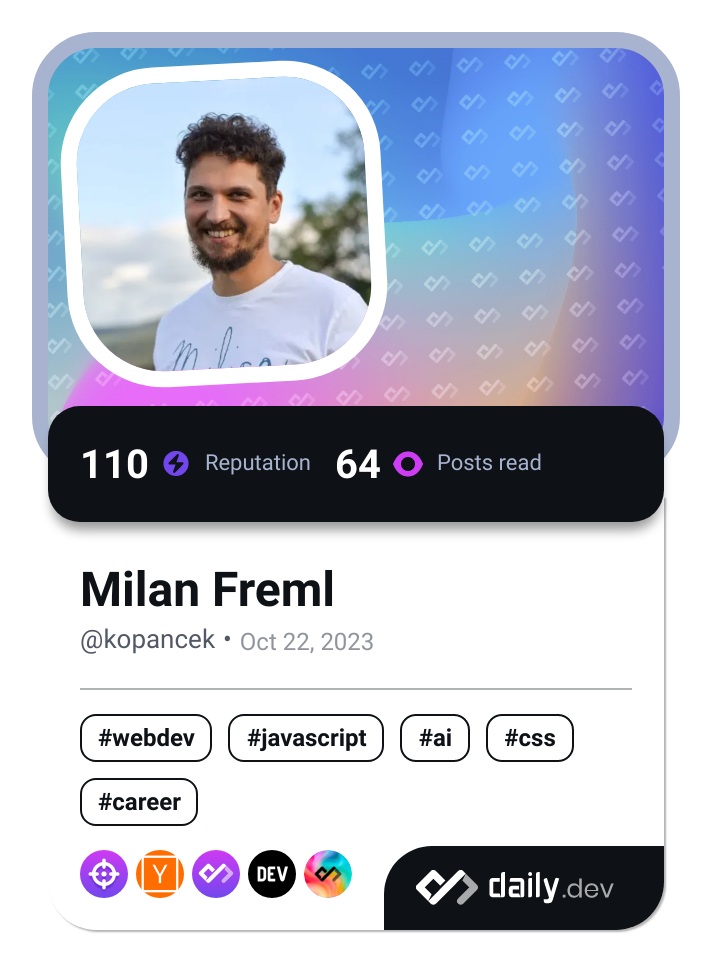 110 Reputation 64 Posts read
Milan Freml
@kopancek • Oct 22, 2023
#webdev #javascript #ai #css
#career
Y DEV
daily.dev